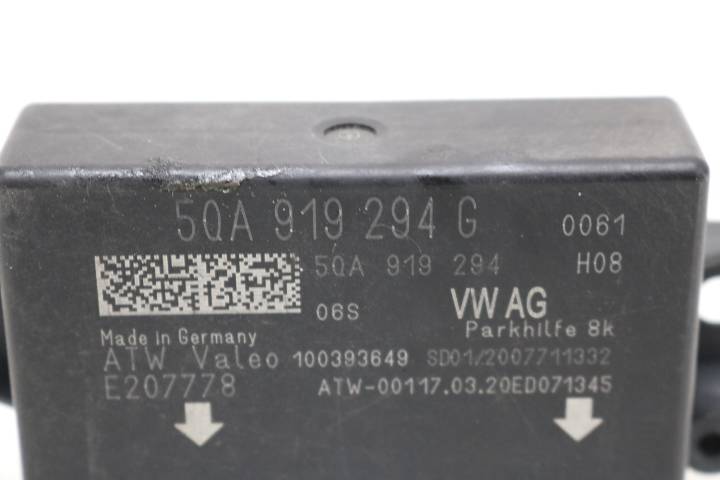 5QA 919 294 G 0061
5QA 919 294 H08
06S VW AG
Made in Germany Parkhilfe 8k
ATW Valeo 100393649 SD01/2007711332
E207778 ATW-00117.03.20ED071345